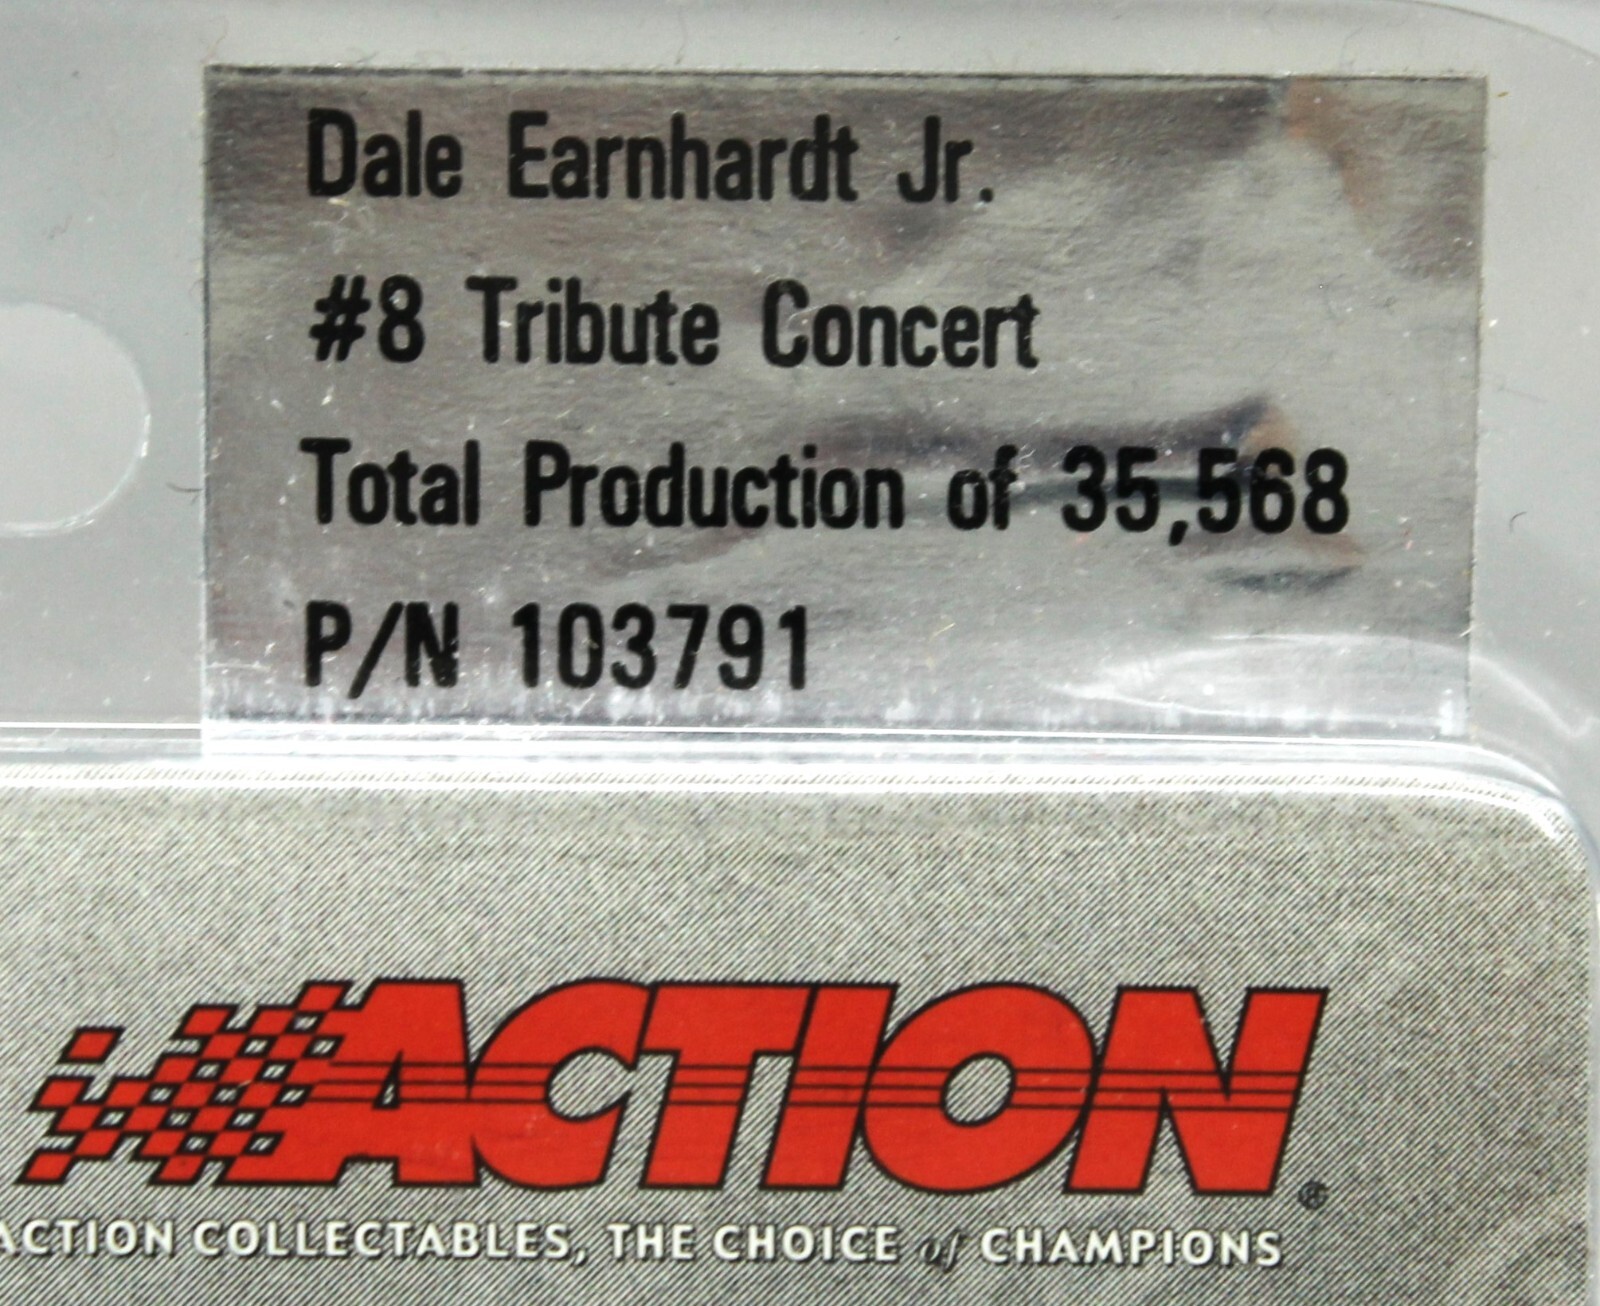 Dale Earnhardt Jr.
#8 Tribute Concert
Total Production of 35,568
P/N 103791
ACTION®
ACTION COLLECTABLES, THE CHOICE of CHAMPIONS